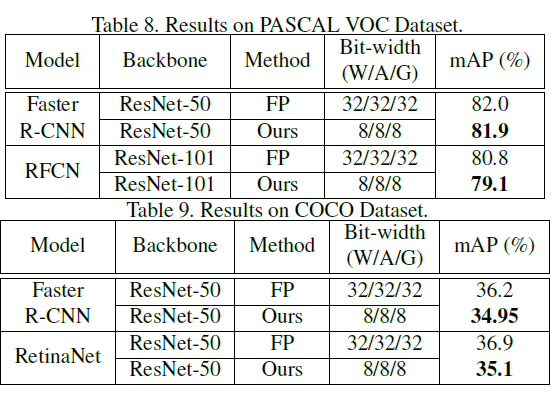 Table 8. Results on PASCAL VOC Dataset.
Model Backbone Method Bit-width (W/A/G) mAP (%)
Faster R-CNN ResNet-50 FP 32/32/32 82.0
ResNet-50 Ours 8/8/8 81.9
RFCN ResNet-101 FP 32/32/32 80.8
ResNet-101 Ours 8/8/8 79.1
Table 9. Results on COCO Dataset.
Model Backbone Method Bit-width (W/A/G) mAP (%)
Faster R-CNN ResNet-50 FP 32/32/32 36.2
ResNet-50 Ours 8/8/8 34.95
RetinaNet ResNet-50 FP 32/32/32 36.9
ResNet-50 Ours 8/8/8 35.1